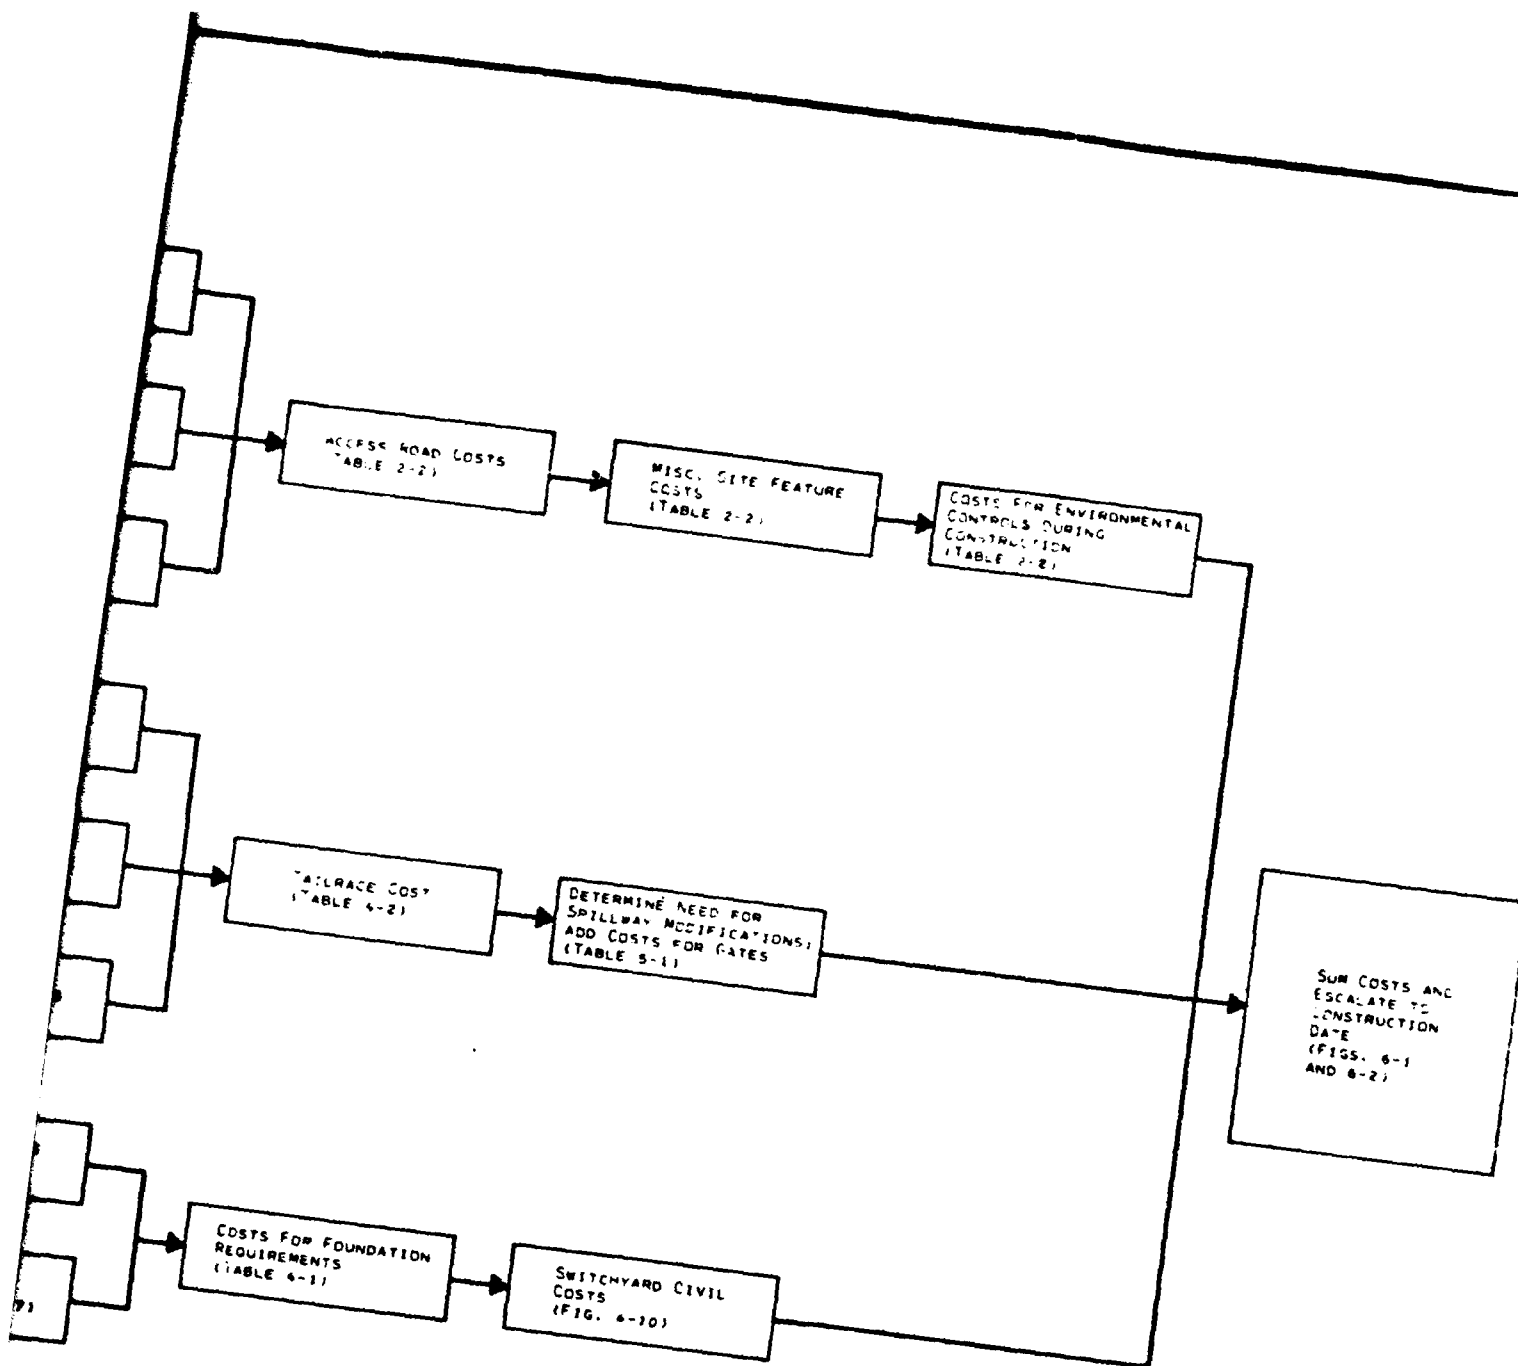 ACCESS ROAD COSTS
(TABLE 2-2)
MISC. SITE FEATURE
COSTS
(TABLE 2-2)
COSTS FOR ENVIRONMENTAL
CONTROLS DURING
CONSTRUCTION
(TABLE 2-2)
TAILRACE COST
(TABLE 4-2)
DETERMINE NEED FOR
SPILLWAY MODIFICATIONS;
ADD COSTS FOR GATES
(TABLE 5-1)
SUM COSTS AND
ESCALATE TO
CONSTRUCTION
DATE
(FIGS. 6-1
AND 6-2)
COSTS FOR FOUNDATION
REQUIREMENTS
(TABLE 4-1)
SWITCHYARD CIVIL
COSTS
(FIG. 4-10)